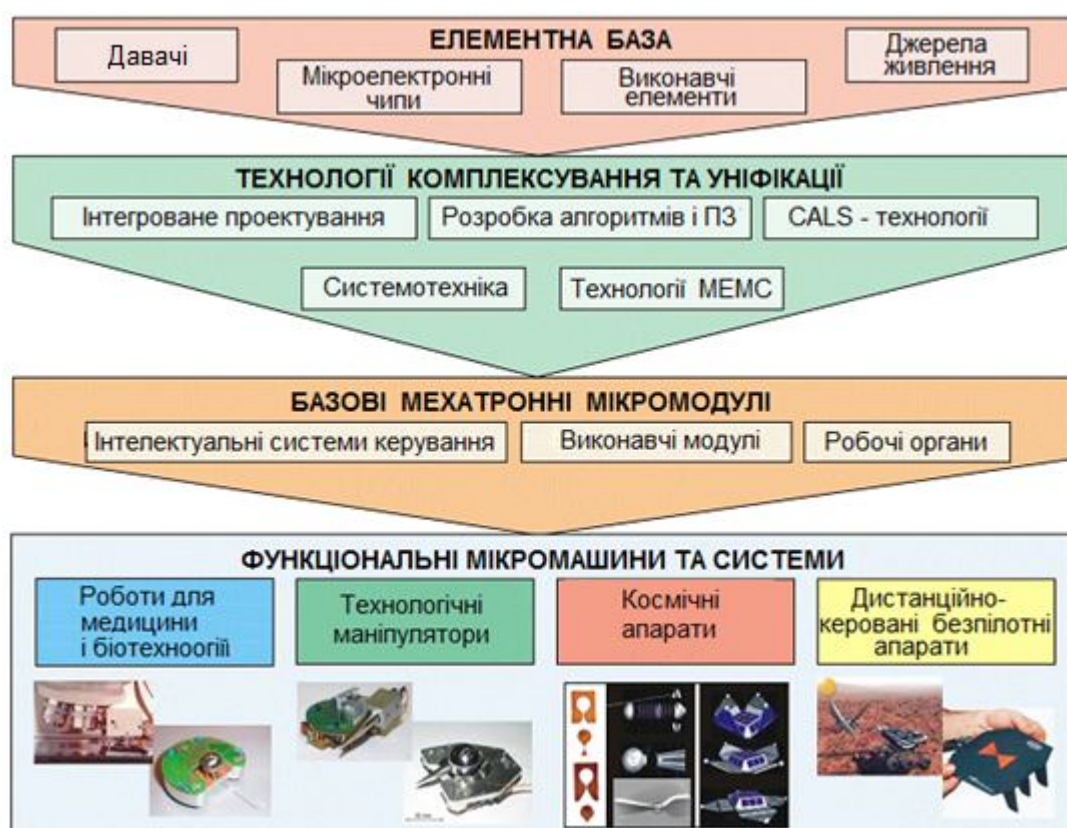 ЕЛЕМЕНТНА БАЗА
Давачі
Мікроелектронні
чипи
Виконавчі
елементи
Джерела
живлення
ТЕХНОЛОГІЇ КОМПЛЕКСУВАННЯ ТА УНІФІКАЦІЇ
Інтегроване проектування
Розробка алгоритмів і ПЗ
CALS - технології
Системотехніка
Технології МЕМС
БАЗОВІ МЕХАТРОННІ МІКРОМОДУЛІ
Інтелектуальні системи керування
Виконавчі модулі
Робочі органи
ФУНКЦІОНАЛЬНІ МІКРОМАШИНИ ТА СИСТЕМИ
Роботи для
медицини
і біотехноогіії
Технологічні
маніпулятори
Космічні
апарати
Дистанційно-
керовані безпілотні
апарати